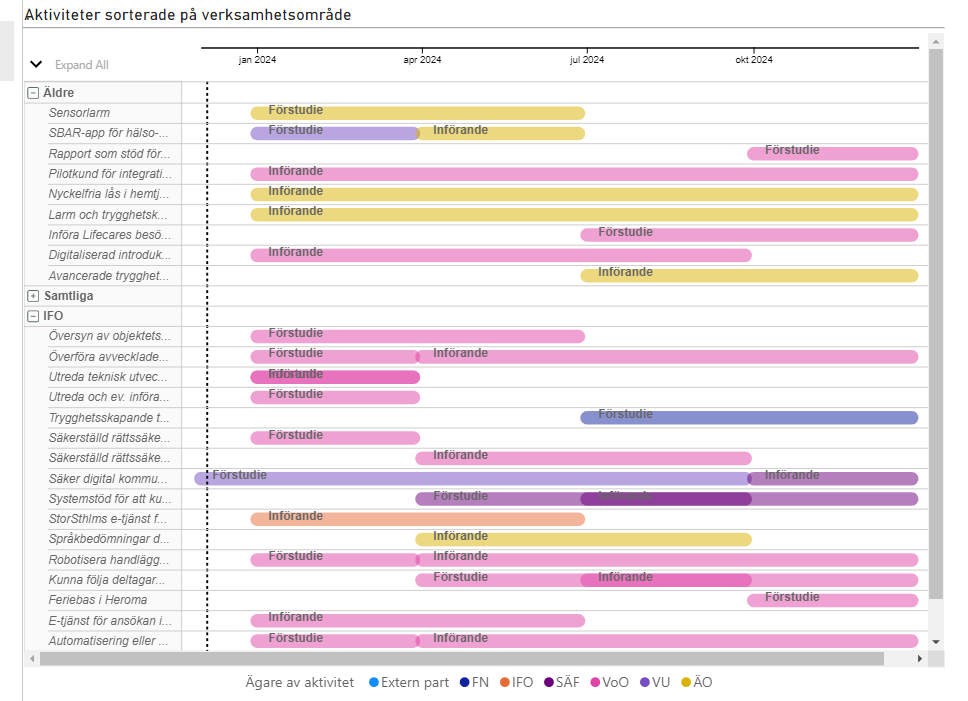 Aktiviteter sorterade på verksamhetsområde
Expand All
jan 2024 apr 2024 jul 2024 okt 2024
Äldre
Sensorlarm Förstudie
SBAR-app för hälso-... Förstudie Införande
Rapport som stöd för... Förstudie
Pilotkund för integrati... Införande
Nyckelfria lås i hemtj... Införande
Larm och trygghetsk... Införande
Införa Lifecares besö... Förstudie
Digitaliserad introduk... Införande
Avancerade trygghet... Införande
Samtliga
IFO
Översyn av objektets... Förstudie
Överföra avvecklade... Förstudie Införande
Utreda teknisk utvec...
Utreda och ev. införa... Förstudie
Trygghetsskapande t... Förstudie
Säkerställd rättssäke... Förstudie
Säkerställd rättssäke... Införande
Säker digital kommu... Förstudie Införande
Systemstöd för att ku... Förstudie Införande
StorSthlms e-tjänst f... Införande
Språkbedömningar d... Införande
Robotisera handlägg... Förstudie Införande
Kunna följa deltagar... Förstudie Införande
Feriebas i Heroma Förstudie
E-tjänst för ansökan i... Införande
Automatisering eller ... Förstudie Införande
Ägare av aktivitet Extern part FN IFO SÄF VoO VU ÄO